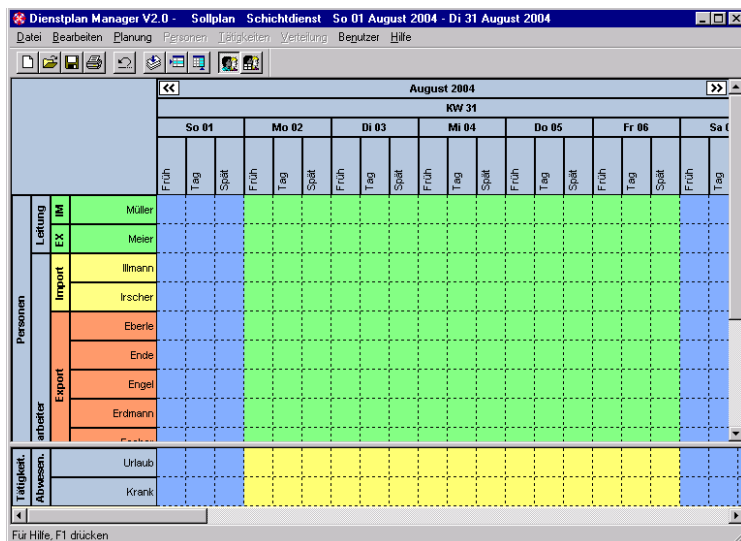 Dienstplan Manager V2.0 - Sollplan Schichtdienst So 01 August 2004 - Di 31 August 2004
Datei Bearbeiten Planung Personen Tätigkeiten Verteilung Benutzer Hilfe
<< August 2004 >>
KW 31
So 01 Mo 02 Di 03 Mi 04 Do 05 Fr 06 Sa
Früh Tag Spät Früh Tag Spät Früh Tag Spät Früh Tag Spät Früh Tag Spät Früh Tag Spät Früh Tag
Personen
Leitung
IM Müller
EX Meier
arbeiter
Import
Illmann
Irscher
Export
Eberle
Ende
Engel
Erdmann
Tätigkeit.
Abwesen.
Urlaub
Krank
Für Hilfe, F1 drücken